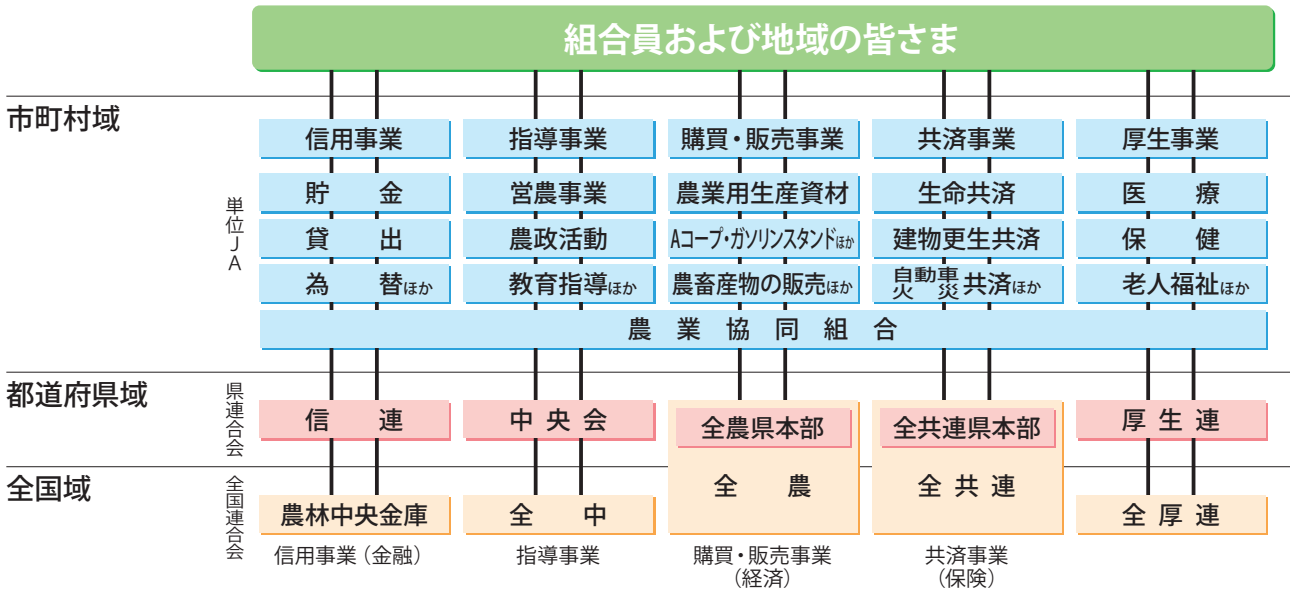 組合員および地域の皆さま
市町村域
単位JA
信用事業 指導事業 購買・販売事業 共済事業 厚生事業
貯金 営農事業 農業用生産資材 生命共済 医療
貸出 農政活動 Aコープ・ガソリンスタンドほか 建物更生共済 保健
為替ほか 教育指導ほか 農畜産物の販売ほか 自動車火災共済ほか 老人福祉ほか
農業協同組合
都道府県域
県連合会
信連 中央会 全農県本部 全共連県本部 厚生連
全国域
全国連合会
全農 全共連
農林中央金庫 全中 全厚連
信用事業(金融) 指導事業 購買・販売事業 共済事業
(経済) (保険)